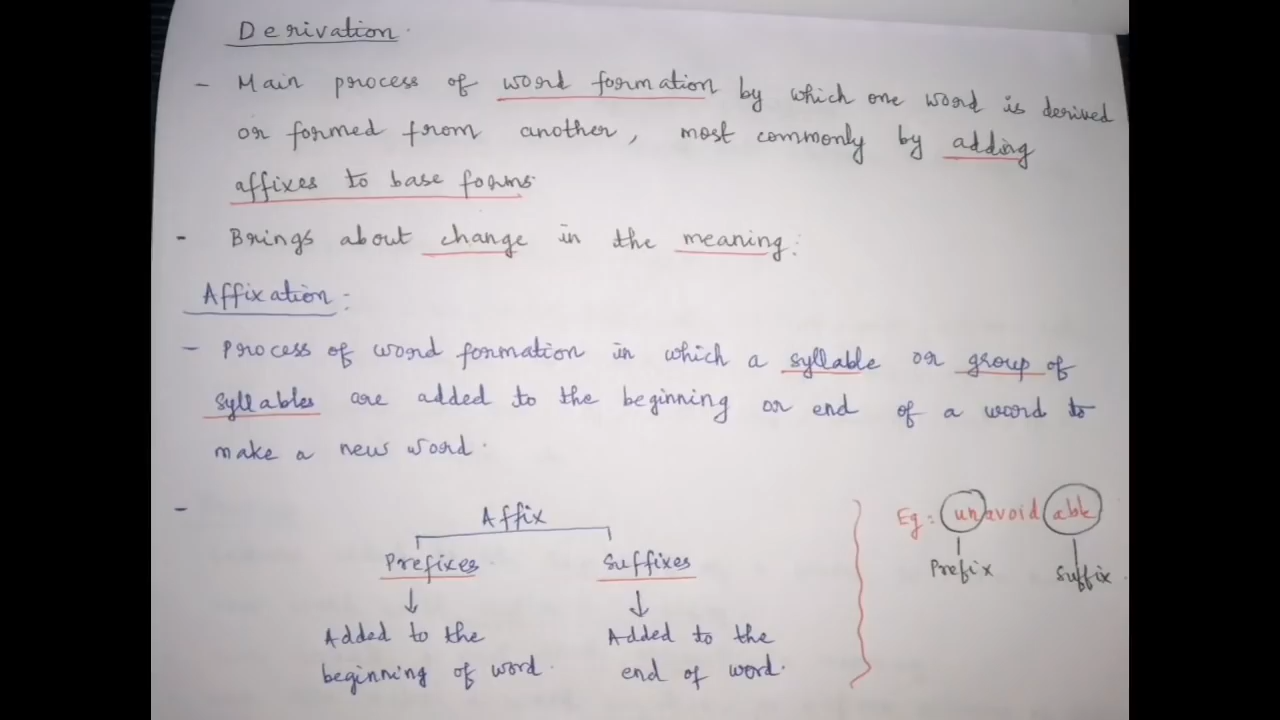 Derivation.
- Main process of word formation by which one word is derived
or formed from another, most commonly by adding
affixes to base forms.
- Brings about change in the meaning.
Affixation:
- Process of word formation in which a syllable or group of
syllables are added to the beginning or end of a word to
make a new word.
- Affix
Prefixes Suffixes
Added to the Added to the
beginning of word. end of word.
Eg: unavoidable
Prefix Suffix.